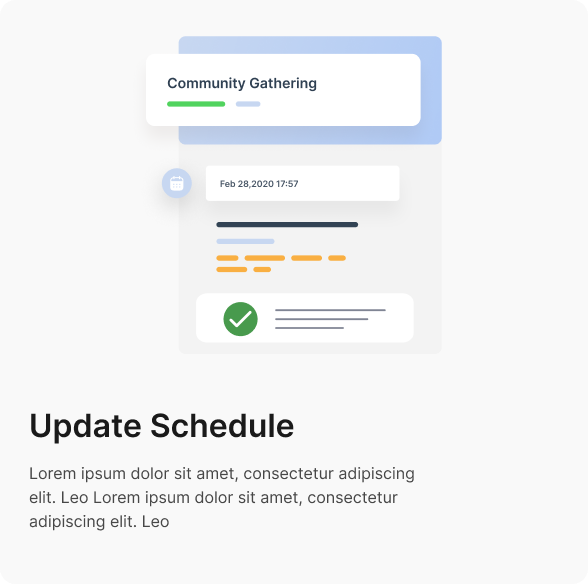 Community Gathering
Feb 28,2020 17:57
Update Schedule
Lorem ipsum dolor sit amet, consectetur adipiscing
elit. Leo Lorem ipsum dolor sit amet, consectetur
adipiscing elit. Leo